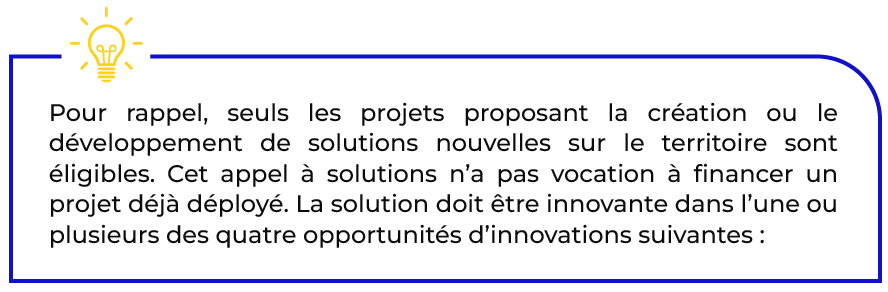 Pour rappel, seuls les projets proposant la création ou le
développement de solutions nouvelles sur le territoire sont
éligibles. Cet appel à solutions n’a pas vocation à financer un
projet déjà déployé. La solution doit être innovante dans l’une ou
plusieurs des quatre opportunités d’innovations suivantes :